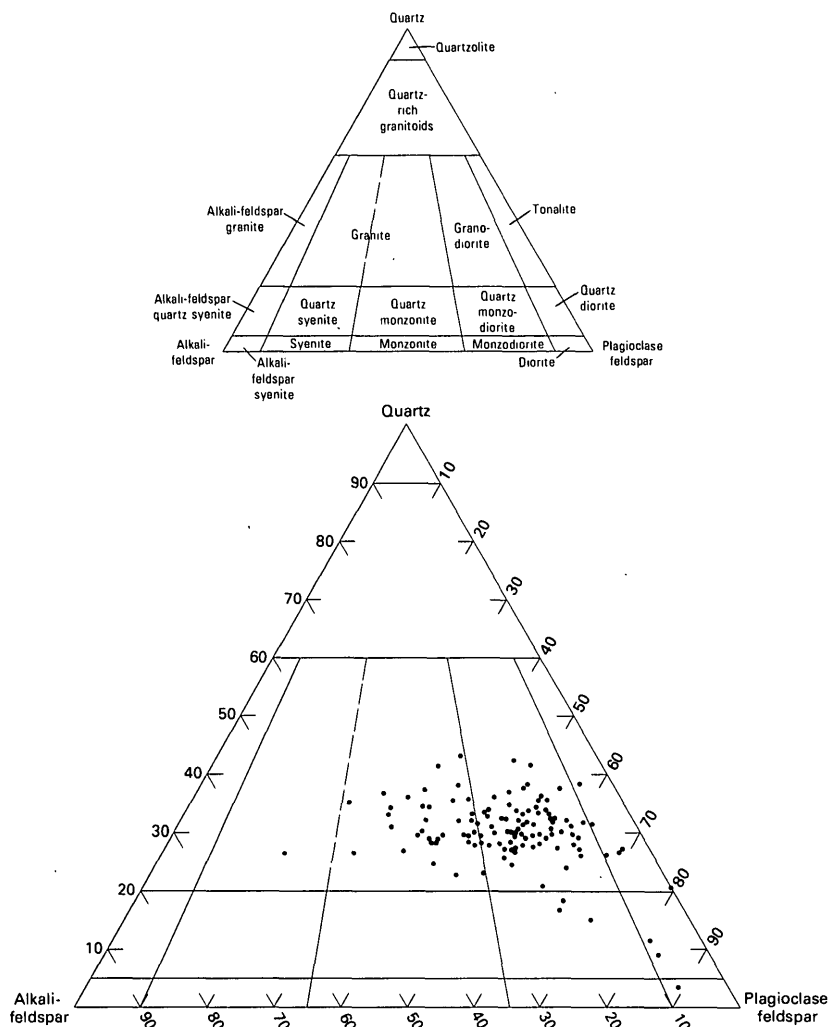 Quartz
Quartzolite
Quartz-
rich
granitoids
Alkali-feldspar
granite
Granite
Grano-
diorite
Tonalite
Alkali-feldspar
quartz syenite
Quartz
syenite
Quartz
monzonite
Quartz
monzo-
diorite
Quartz
diorite
Alkali-
feldspar
Syenite
Monzonite
Monzodiorite
Plagioclase
feldspar
Alkali-
feldspar
syenite
Diorite
Quartz
90
10
80
20
70
30
60
40
50
50
40
60
30
70
20
80
10
90
Alkali-
feldspar
Plagioclase
feldspar
90
80
70
60
50
40
30
20
10